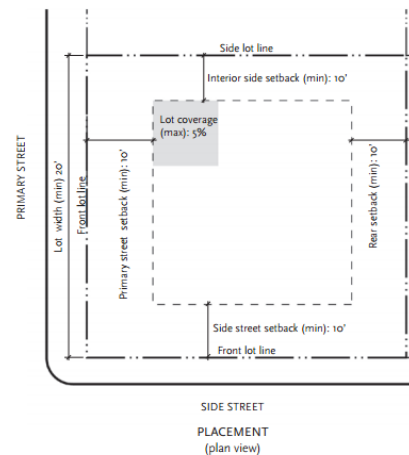 Side lot line
Interior side setback (min): 10'
Lot coverage
(max): 5%
PRIMARY STREET
Lot width (min) 20'
Front lot line
Primary street setback (min): 10'
Rear setback (min): 10'
Side street setback (min): 10'
Front lot line
SIDE STREET
PLACEMENT
(plan view)